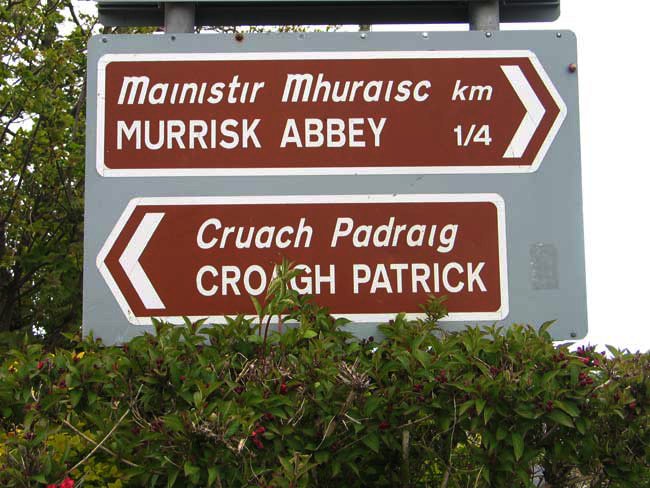 Mainistir Mhuraisc km
MURRISK ABBEY 1/4
Cruach Padraig
CROAGH PATRICK